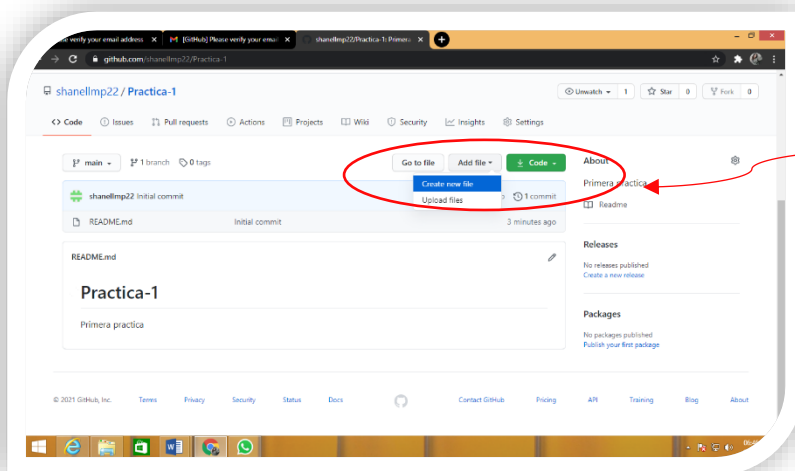 se verify your email address
[GitHub] Please verify your emai
shanellmp22/Practica-1: Primera
github.com/shanellmp22/Practica-1
shanellmp22 / Practica-1
Unwatch 1 Star 0 Fork 0
Code Issues Pull requests Actions Projects Wiki Security Insights Settings
main 1 branch 0 tags Go to file Add file Code
Create new file
Upload files
shanellmp22 Initial commit 1 commit
README.md Initial commit 3 minutes ago
README.md
Practica-1
Primera practica
About
Primera practica
Readme
Releases
No releases published
Create a new release
Packages
No packages published
Publish your first package
© 2021 GitHub, Inc. Terms Privacy Security Status Docs Contact GitHub Pricing API Training Blog About